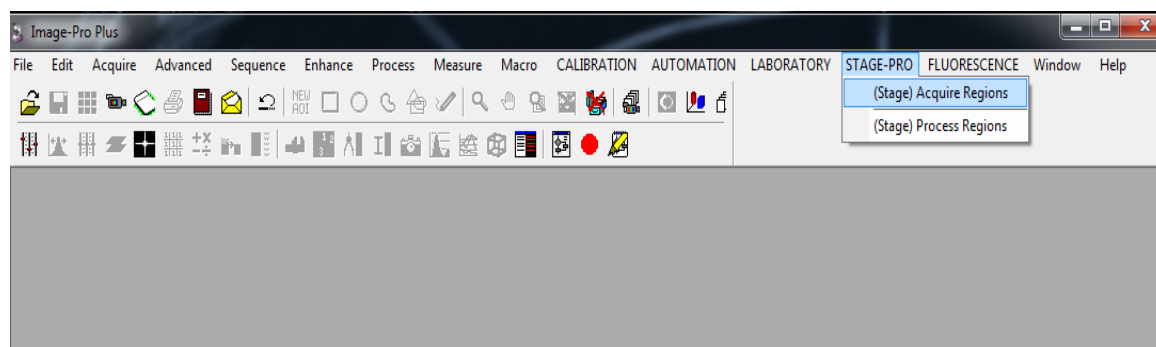 Image-Pro Plus
File Edit Acquire Advanced Sequence Enhance Process Measure Macro CALIBRATION AUTOMATION LABORATORY STAGE-PRO FLUORESCENCE Window Help
(Stage) Acquire Regions
NEW
AOI
(Stage) Process Regions